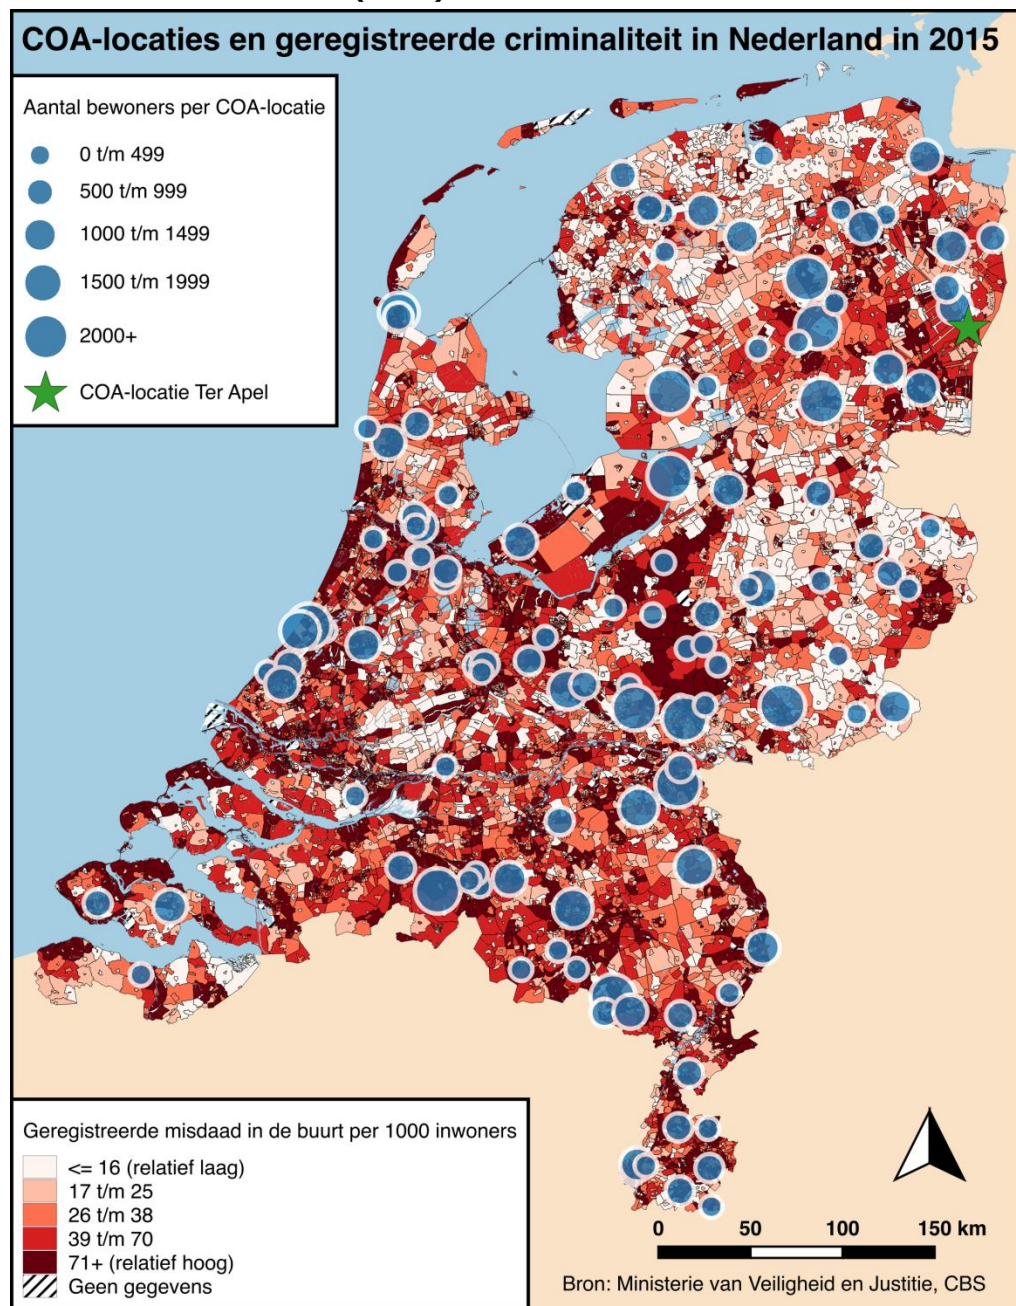 COA-locaties en geregistreerde criminaliteit in Nederland in 2015
Aantal bewoners per COA-locatie
0 t/m 499
500 t/m 999
1000 t/m 1499
1500 t/m 1999
2000+
COA-locatie Ter Apel
Geregistreerde misdaad in de buurt per 1000 inwoners
<= 16 (relatief laag)
17 t/m 25
26 t/m 38
39 t/m 70
71+ (relatief hoog)
Geen gegevens
0 50 100 150 km
Bron: Ministerie van Veiligheid en Justitie, CBS